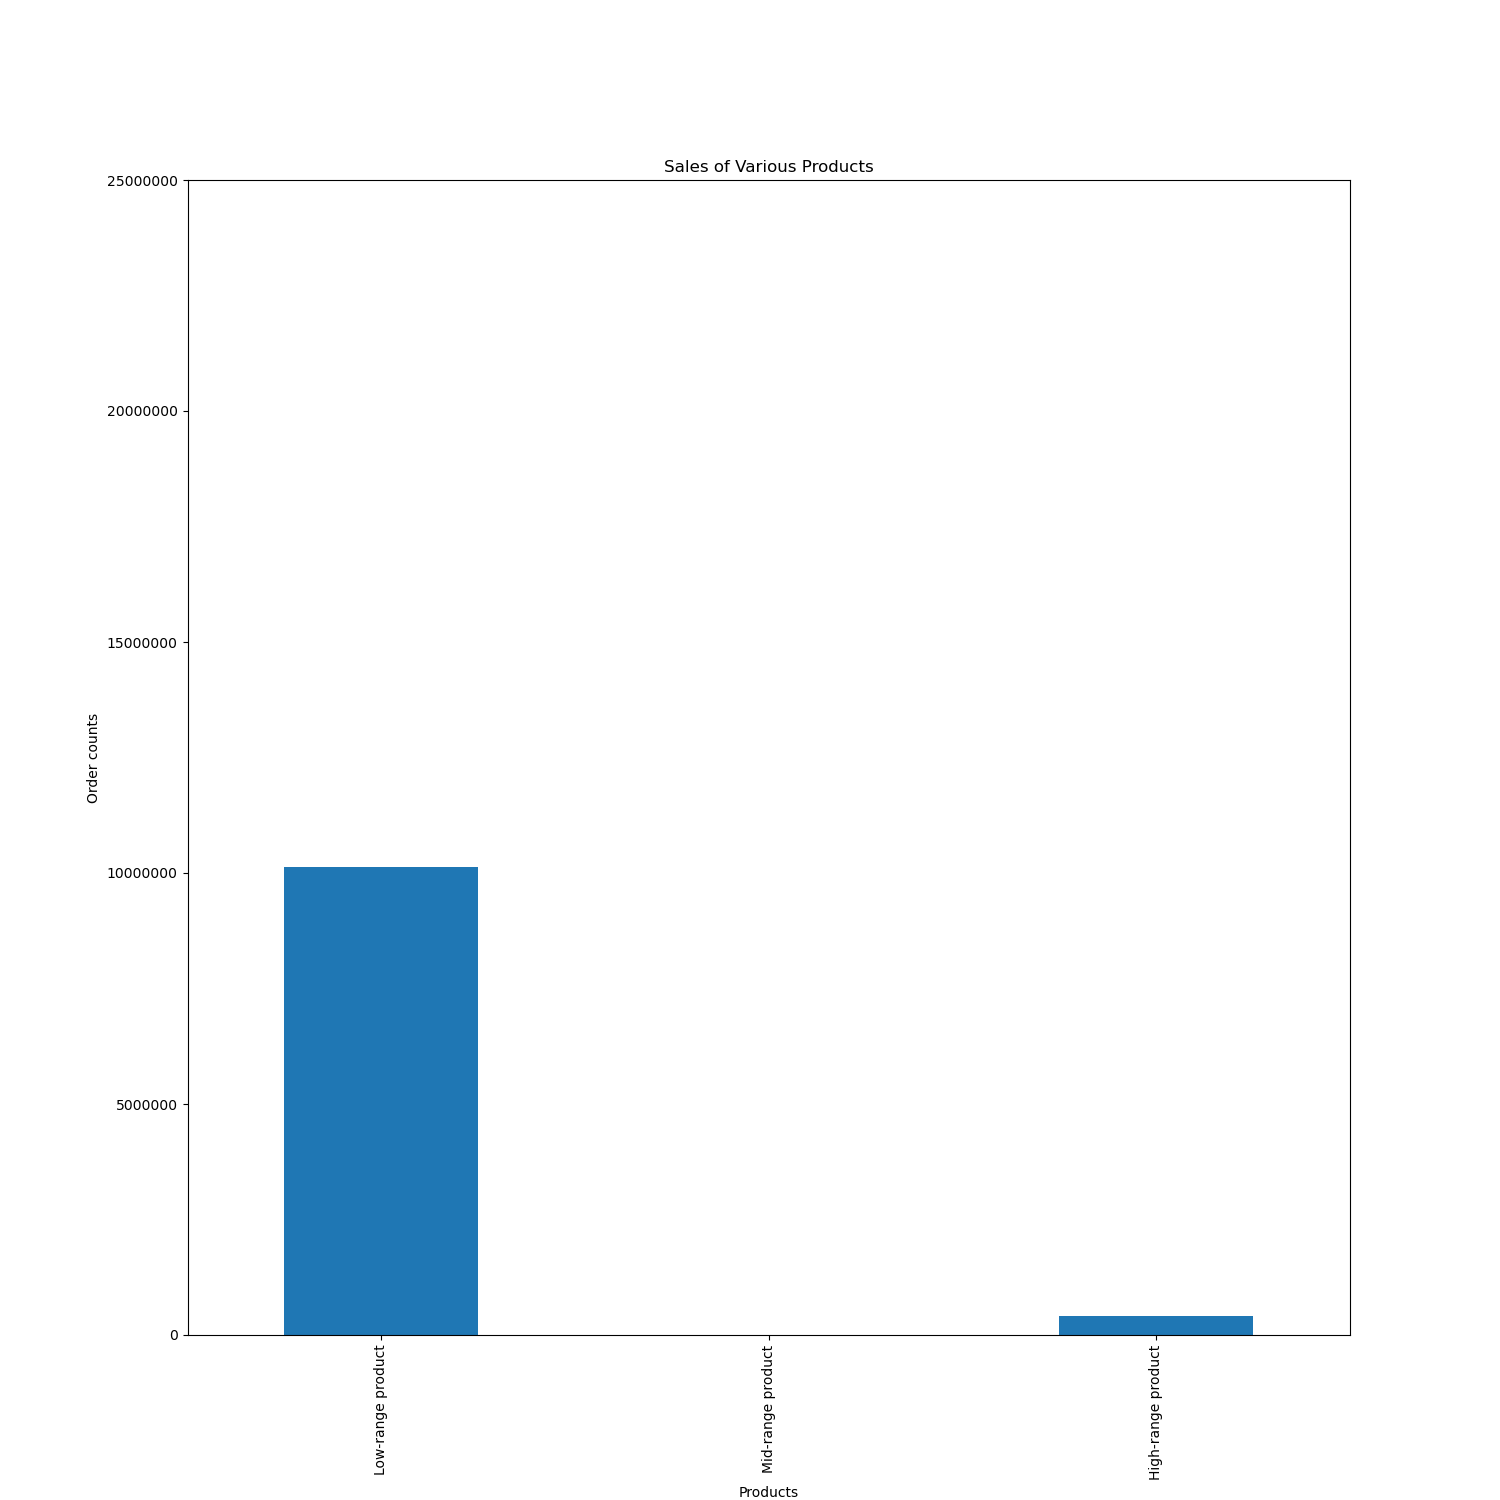 Sales of Various Products
25000000
20000000
15000000
10000000
5000000
0
Order counts
Low-range product
Mid-range product
High-range product
Products